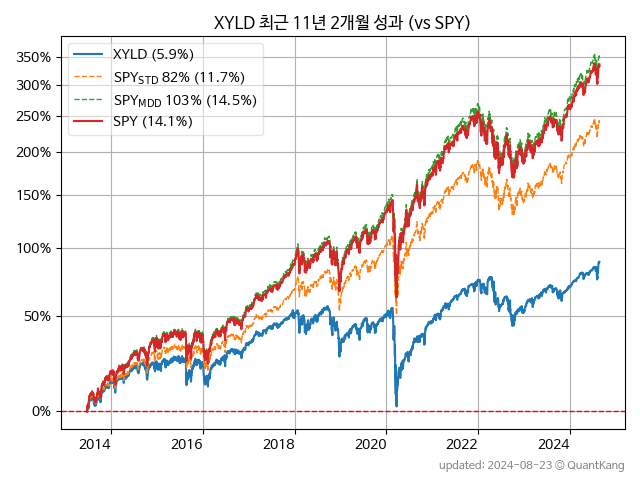 XYLD 최근 11년 2개월 성과 (vs SPY)
350%
300%
250%
200%
150%
100%
50%
0%
XYLD (5.9%)
SPY_STD 82% (11.7%)
SPY_MDD 103% (14.5%)
SPY (14.1%)
2014 2016 2018 2020 2022 2024
updated: 2024-08-23 © QuantKang